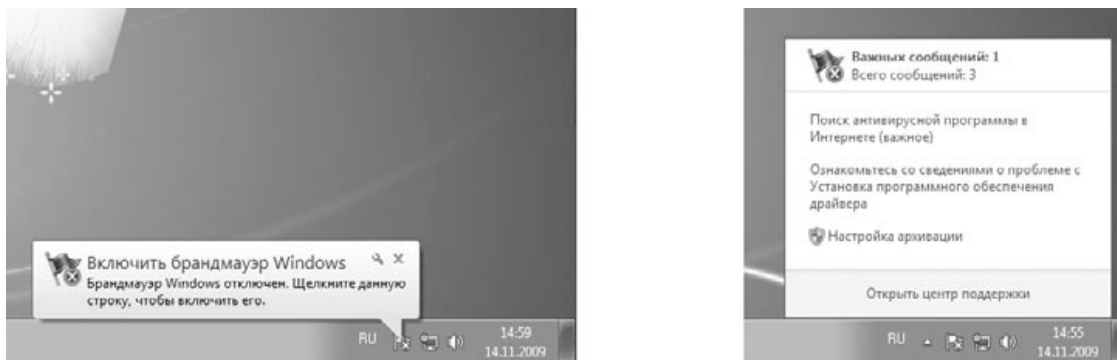 Включить брандмауэр Windows
Брандмауэр Windows отключен. Щелкните данную
строку, чтобы включить его.
RU
14:59
14.11.2009
Важных сообщений: 1
Всего сообщений: 3
Поиск антивирусной программы в
Интернете (важное)
Ознакомьтесь со сведениями о проблеме с
Установка программного обеспечения
драйвера
Настройка архивации
Открыть центр поддержки
RU
14:55
14.11.2009